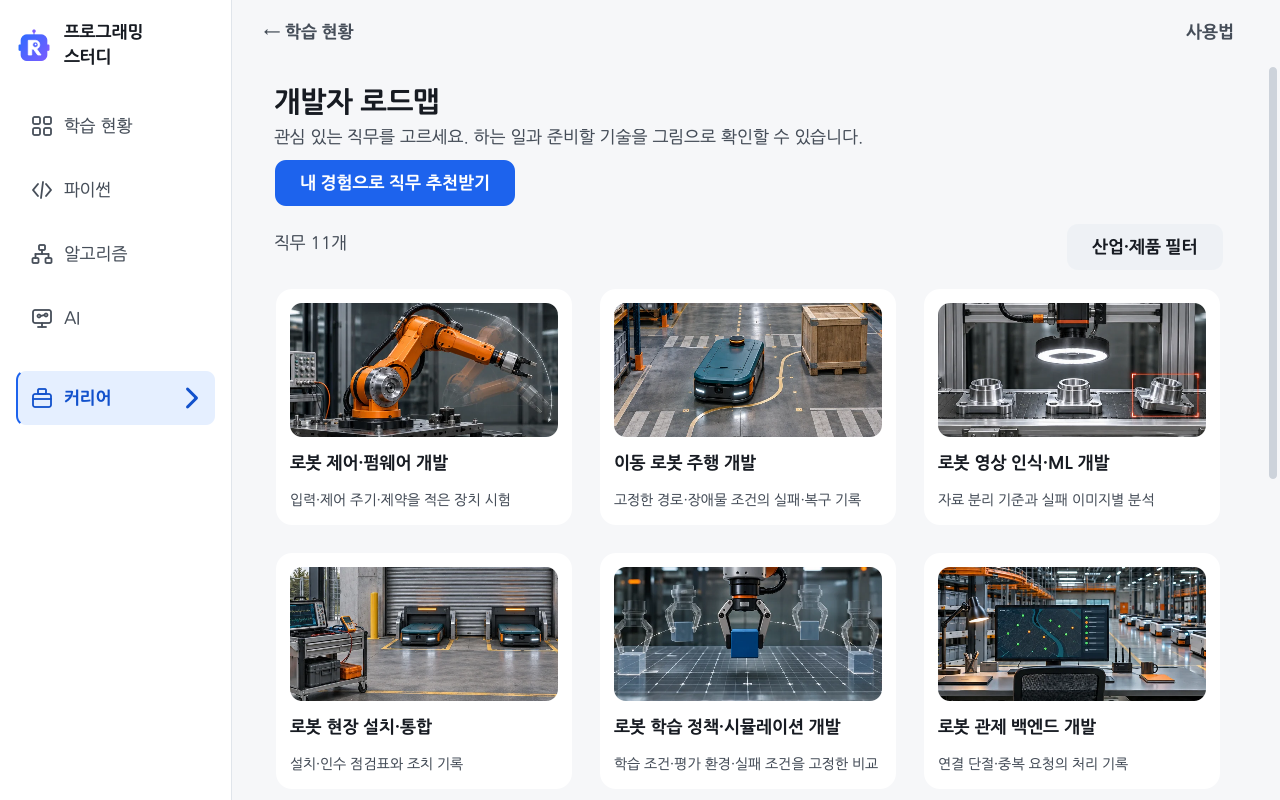 프로그래밍
스터디
학습 현황
파이썬
알고리즘
AI
커리어
← 학습 현황
사용법
개발자 로드맵
관심 있는 직무를 고르세요. 하는 일과 준비할 기술을 그림으로 확인할 수 있습니다.
내 경험으로 직무 추천받기
직무 11개
산업·제품 필터
로봇 제어·펌웨어 개발
입력·제어 주기·제약을 적은 장치 시험
이동 로봇 주행 개발
고정한 경로·장애물 조건의 실패·복구 기록
로봇 영상 인식·ML 개발
자료 분리 기준과 실패 이미지별 분석
로봇 현장 설치·통합
설치·인수 점검표와 조치 기록
로봇 학습 정책·시뮬레이션 개발
학습 조건·평가 환경·실패 조건을 고정한 비교
로봇 관제 백엔드 개발
연결 단절·중복 요청의 처리 기록